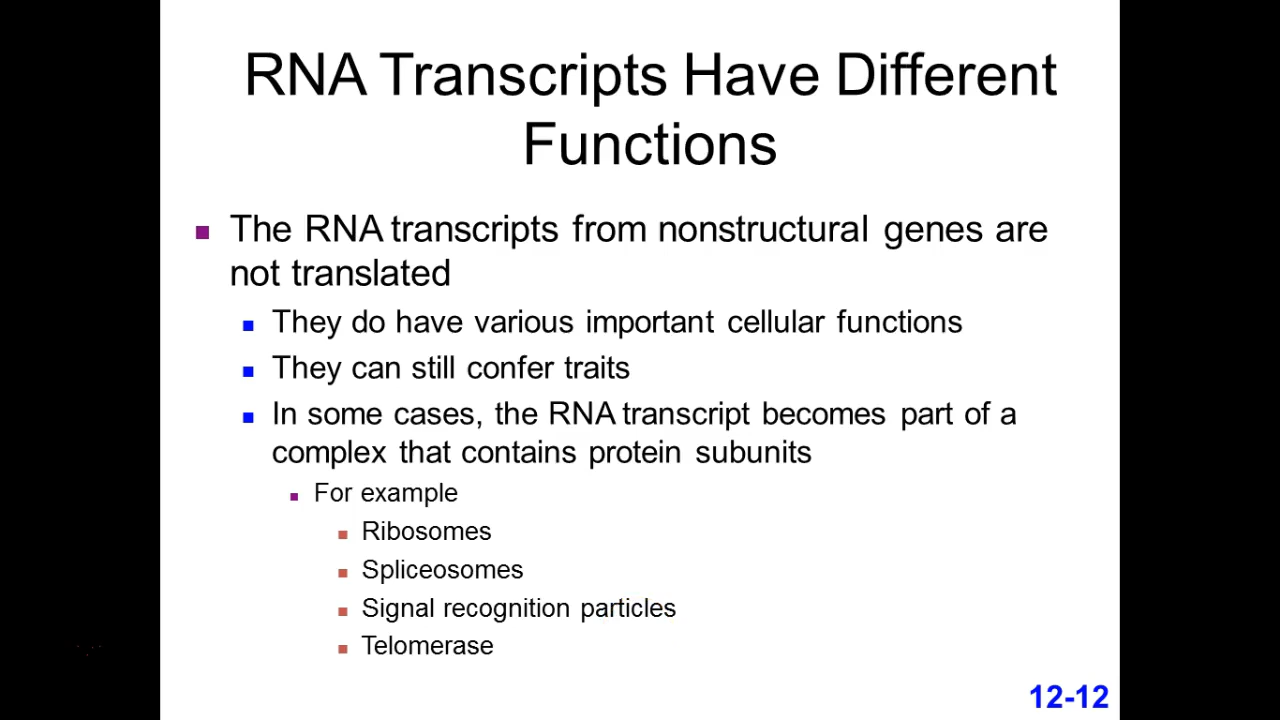 RNA Transcripts Have Different
Functions
The RNA transcripts from nonstructural genes are
not translated
They do have various important cellular functions
They can still confer traits
In some cases, the RNA transcript becomes part of a
complex that contains protein subunits
For example
Ribosomes
Spliceosomes
Signal recognition particles
Telomerase
12-12